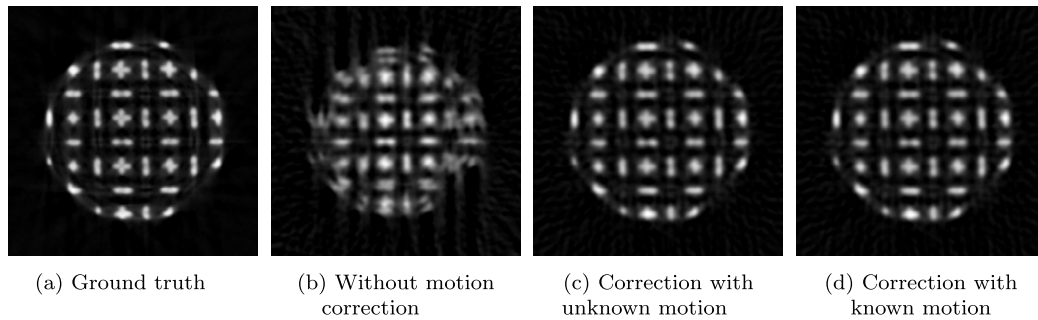 (a) Ground truth
(b) Without motion
correction
(c) Correction with
unknown motion
(d) Correction with
known motion